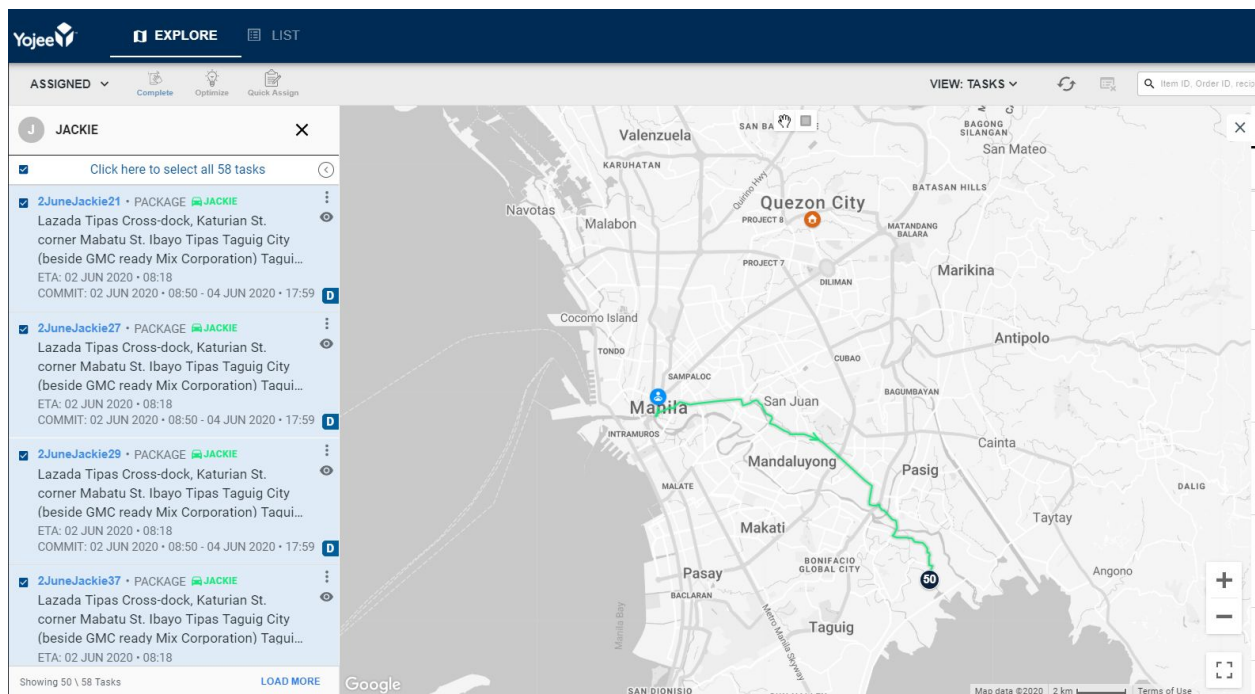 Yojee
EXPLORE
LIST
ASSIGNED
Complete
Optimize
Quick Assign
VIEW: TASKS
Item ID, Order ID, recip
J
JACKIE
Click here to select all 58 tasks
2JuneJackie21 • PACKAGE JACKIE
Lazada Tipas Cross-dock, Katurian St.
corner Mabatu St. Ibayo Tipas Taguig City
(beside GMC ready Mix Corporation) Tagui...
ETA: 02 JUN 2020 • 08:18
COMMIT: 02 JUN 2020 • 08:50 - 04 JUN 2020 • 17:59 D
2JuneJackie27 • PACKAGE JACKIE
Lazada Tipas Cross-dock, Katurian St.
corner Mabatu St. Ibayo Tipas Taguig City
(beside GMC ready Mix Corporation) Tagui...
ETA: 02 JUN 2020 • 08:18
COMMIT: 02 JUN 2020 • 08:50 - 04 JUN 2020 • 17:59 D
2JuneJackie29 • PACKAGE JACKIE
Lazada Tipas Cross-dock, Katurian St.
corner Mabatu St. Ibayo Tipas Taguig City
(beside GMC ready Mix Corporation) Tagui...
ETA: 02 JUN 2020 • 08:18
COMMIT: 02 JUN 2020 • 08:50 - 04 JUN 2020 • 17:59 D
2JuneJackie37 • PACKAGE JACKIE
Lazada Tipas Cross-dock, Katurian St.
corner Mabatu St. Ibayo Tipas Taguig City
(beside GMC ready Mix Corporation) Tagui...
ETA: 02 JUN 2020 • 08:18
Showing 50 \ 58 Tasks
LOAD MORE
Valenzuela
SAN BA
BAGONG
SILANGAN
San Mateo
KARUHATAN
Quirino Hwy
BATASAN HILLS
Navotas
Malabon
Quezon City
PROJECT 8
MATANDANG
BALARA
PROJECT 7
DILIMAN
Marikina
Cocomo Island
TONDO
Antipolo
CUBAO
SAMPALOC
BAGUMBAYAN
Manila
San Juan
INTRAMUROS
Cainta
Mandaluyong
Pasig
MALATE
DALIG
Makati
Taytay
BONIFACIO
GLOBAL CITY
Pasay
50
Angono
BACLARAN
Manila Bay
Metro Manila Skyway
Taguig
SAN DIONISIO
Google
Map data ©2020
2 km
Terms of Use